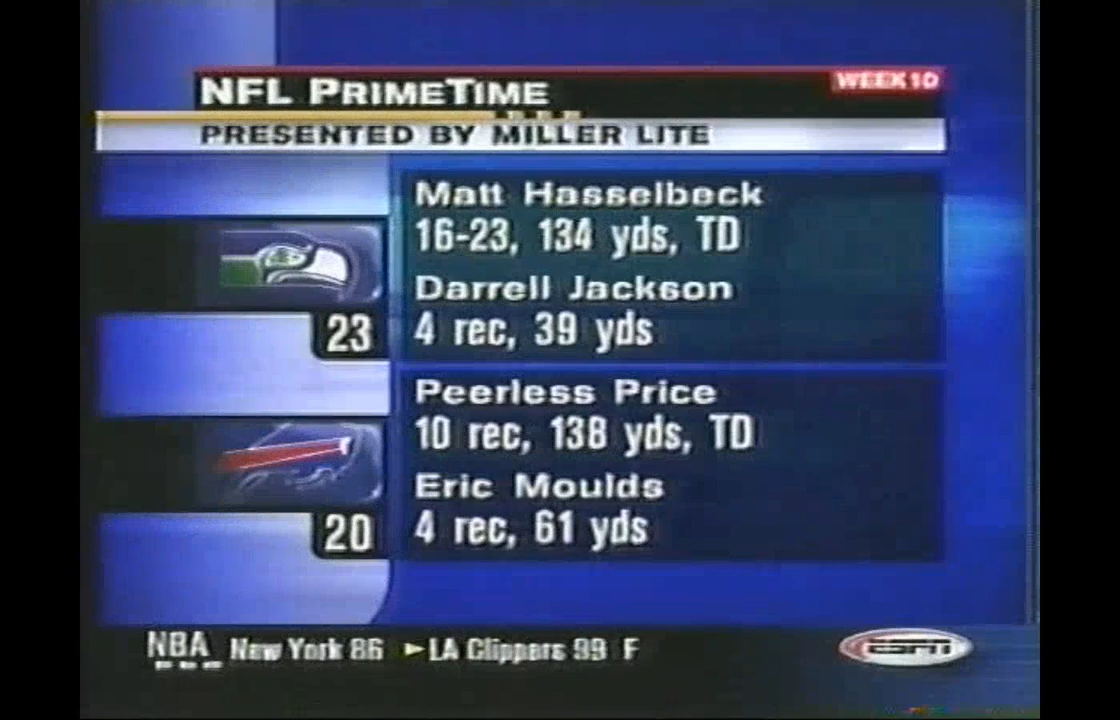 NFL PRIMETIME
WEEK 10
PRESENTED BY MILLER LITE
Matt Hasselbeck
16-23, 134 yds, TD
Darrell Jackson
4 rec, 39 yds
23
Peerless Price
10 rec, 138 yds, TD
Eric Moulds
4 rec, 61 yds
20
NBA New York 86 ►LA Clippers 99 F
ESPN